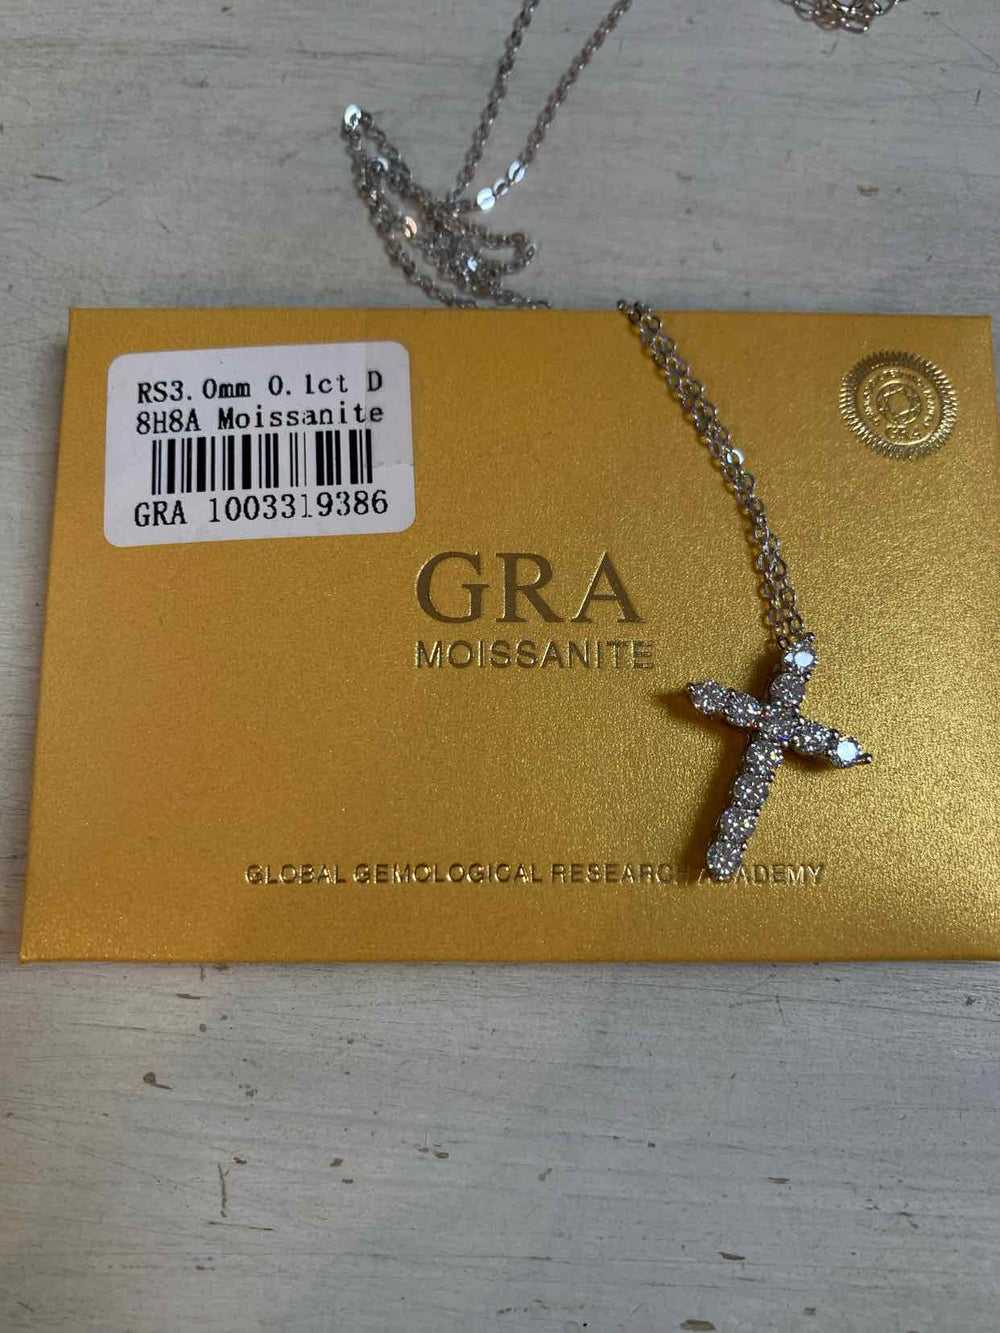 RS3.0mm 0.1ct D
8H8A Moissanite
GRA 1003319386
GRA
MOISSANITE
GLOBAL GEMOLOGICAL RESEARCH ACADEMY